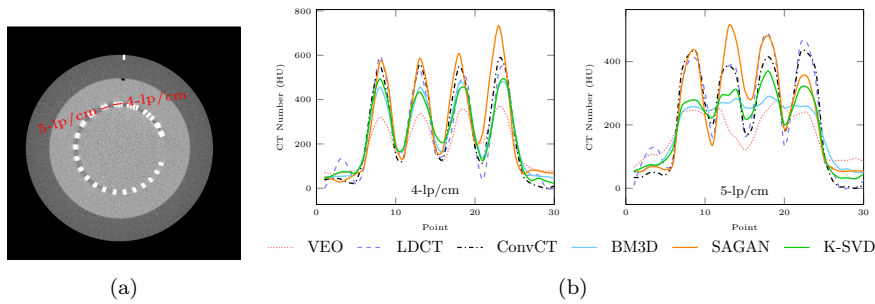 5-lp/cm 4-lp/cm
(a)
CT Number (HU)
800
600
400
200
0
0 10 20 30
4-lp/cm
Point
CT Number (HU)
400
200
0
0 10 20 30
5-lp/cm
Point
VEO LDCT ConvCT BM3D SAGAN K-SVD
(b)